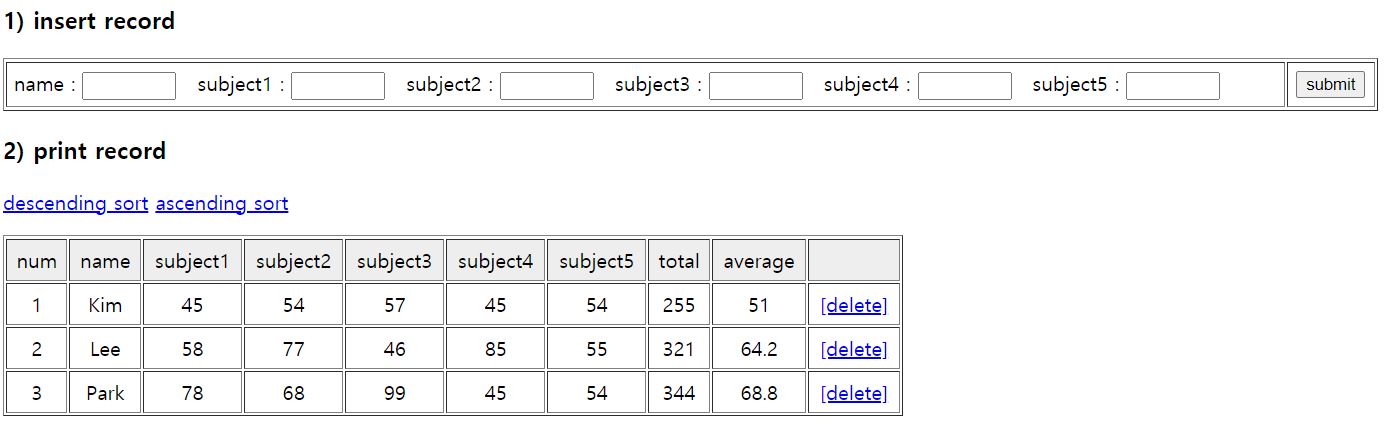 1) insert record
name : subject1 : subject2 : subject3 : subject4 : subject5 : submit
2) print record
descending sort ascending sort
num name subject1 subject2 subject3 subject4 subject5 total average
1 Kim 45 54 57 45 54 255 51 [delete]
2 Lee 58 77 46 85 55 321 64.2 [delete]
3 Park 78 68 99 45 54 344 68.8 [delete]